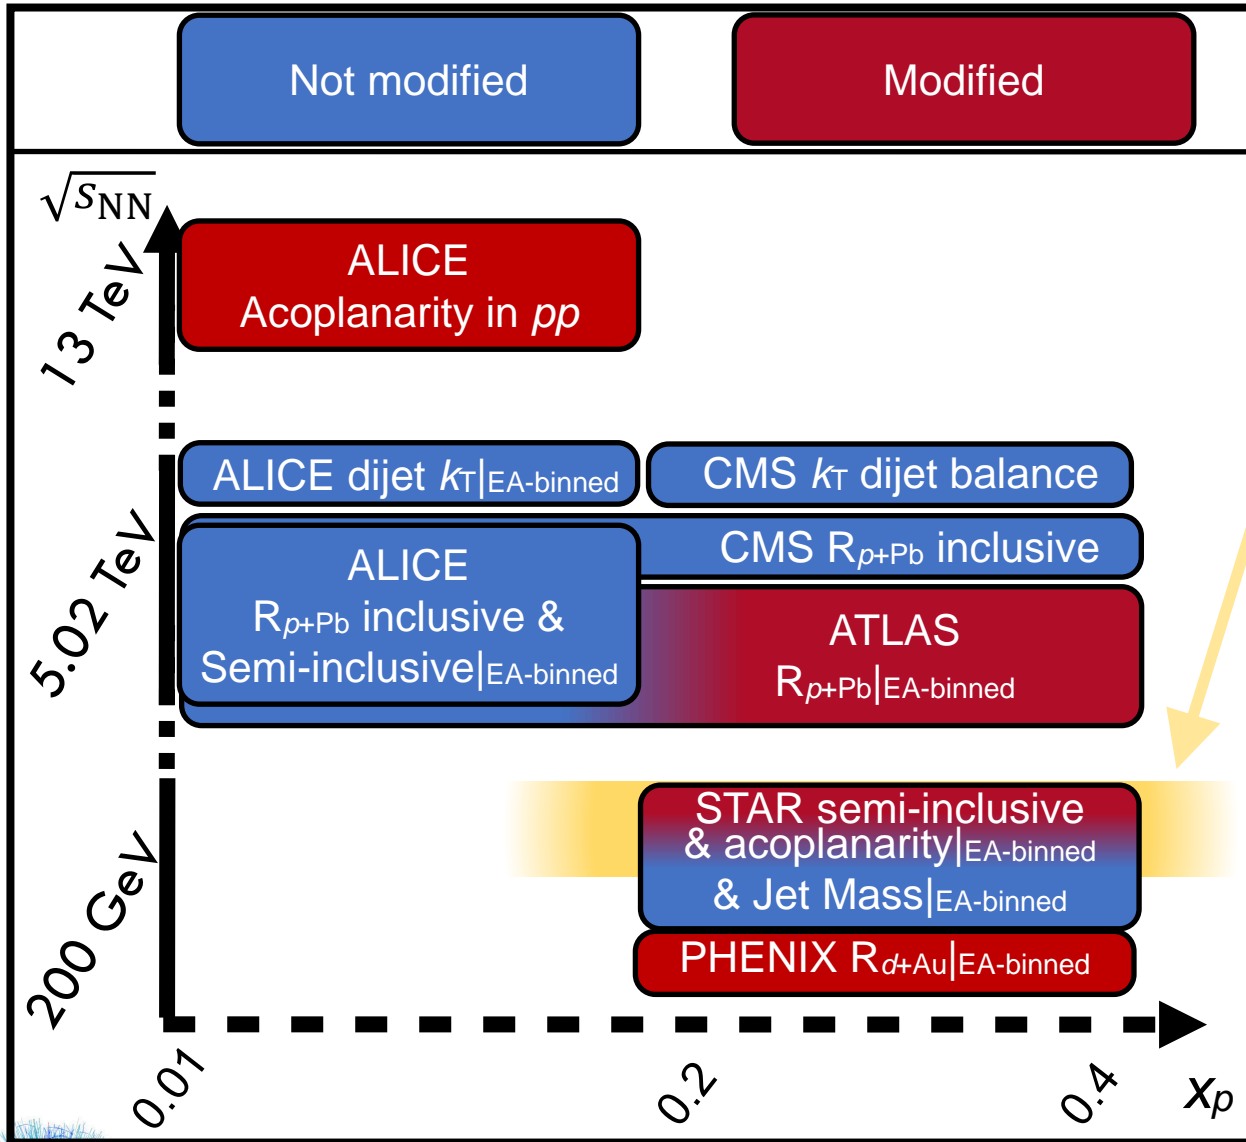 Not modified
Modified
√sNN
13 TeV
ALICE
Acoplanarity in pp
5.02 TeV
ALICE dijet kT|EA-binned
CMS kT dijet balance
CMS Rp+Pb inclusive
ALICE
Rp+Pb inclusive &
Semi-inclusive|EA-binned
ATLAS
Rp+Pb|EA-binned
200 GeV
STAR semi-inclusive
& acoplanarity|EA-binned
& Jet Mass|EA-binned
PHENIX Rd+Au|EA-binned
0.01
0.2
0.4
xp